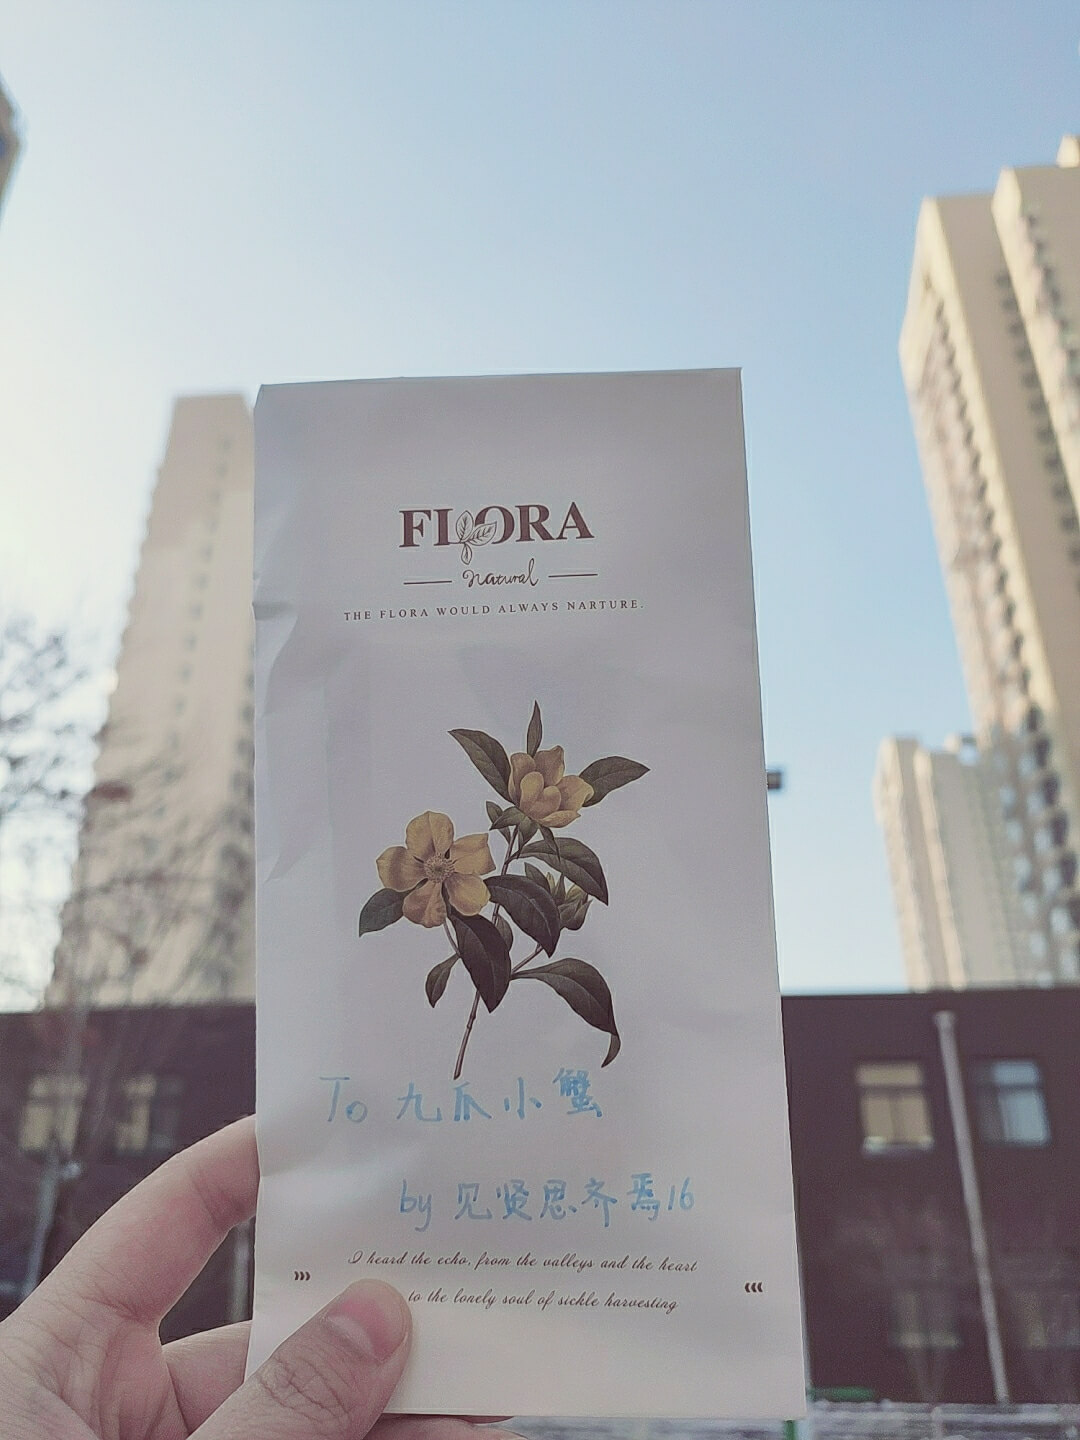 FLORA
Natural
THE FLORA WOULD ALWAYS NARTURE.
To 九爪小蟹
by 见贤思齐焉16
I heard the echo, from the valleys and the heart
to the lonely soul of sickle harvesting